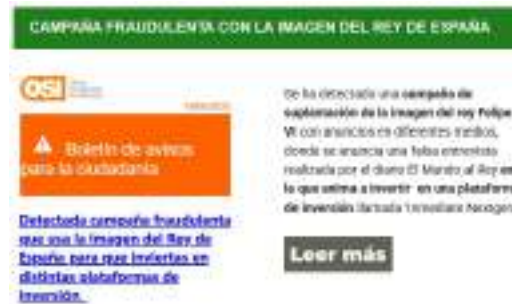 CAMPAÑA FRAUDULENTA CON LA IMAGEN DEL REY DE ESPAÑA
OSI
Boletín de avisos
para la ciudadanía
Detectada campaña fraudulenta
que usa la imagen del Rey de
España para que inviertas en
distintas plataformas de
inversión.
Se ha detectado una campaña de
suplantación de la imagen del rey Felipe
VI con anuncios en diferentes medios,
donde se anuncia una falsa entrevista
realizada por el diario El Mundo al Rey en
la que anima a invertir en una plataforma
de inversión llamada
Leer más